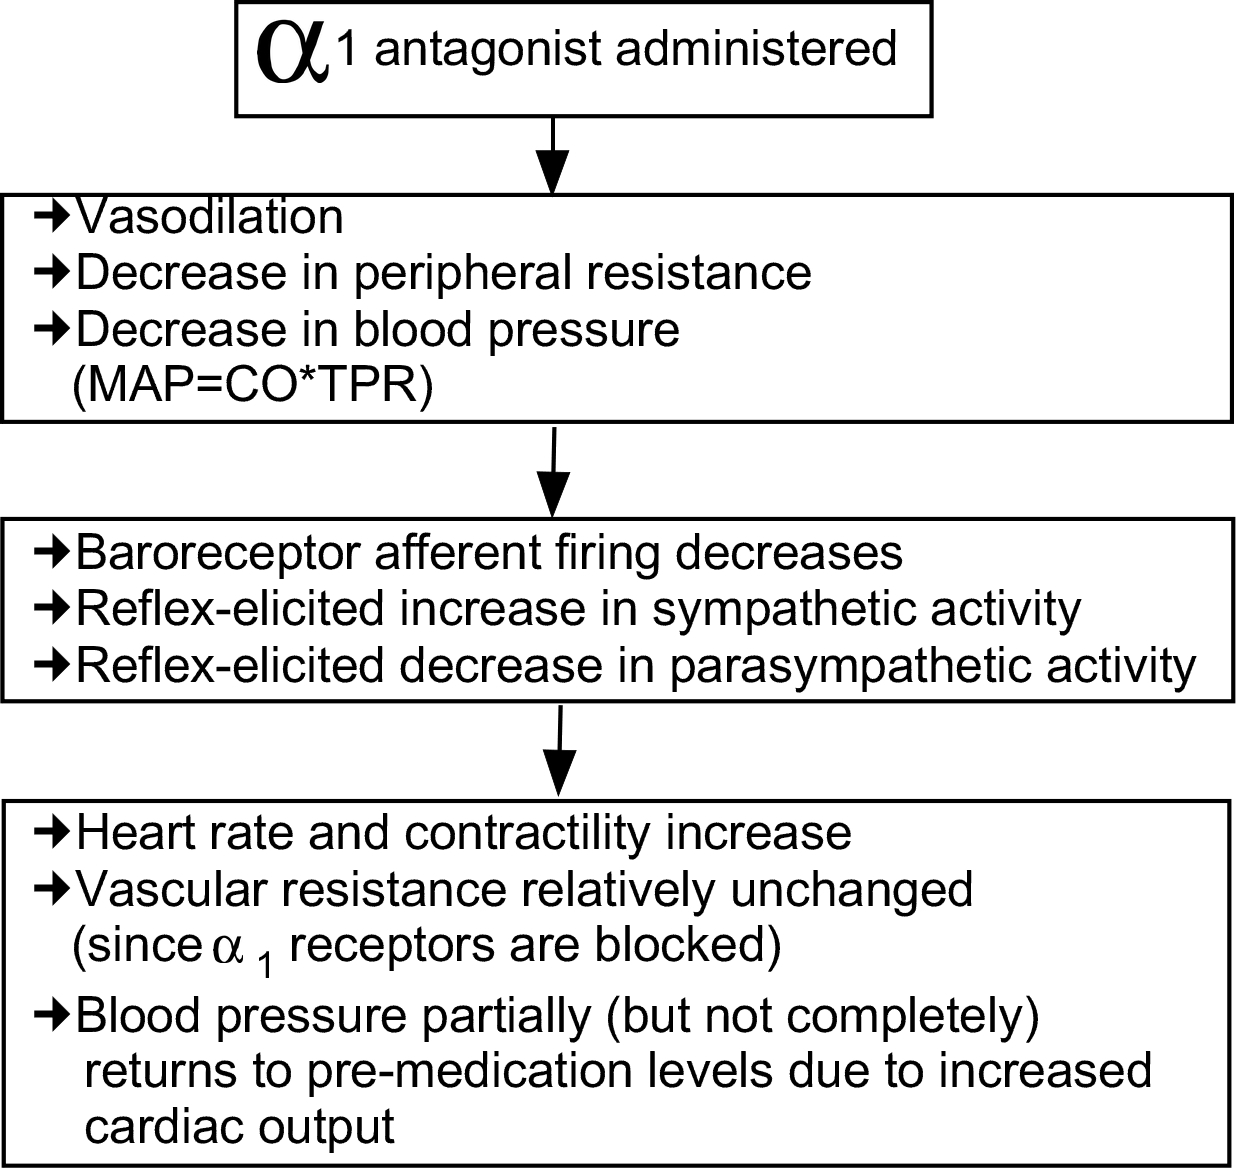 α1 antagonist administered
➔Vasodilation
➔Decrease in peripheral resistance
➔Decrease in blood pressure
(MAP=CO*TPR)
➔Baroreceptor afferent firing decreases
➔Reflex-elicited increase in sympathetic activity
➔Reflex-elicited decrease in parasympathetic activity
➔Heart rate and contractility increase
➔Vascular resistance relatively unchanged
(since α 1 receptors are blocked)
➔Blood pressure partially (but not completely)
returns to pre-medication levels due to increased
cardiac output